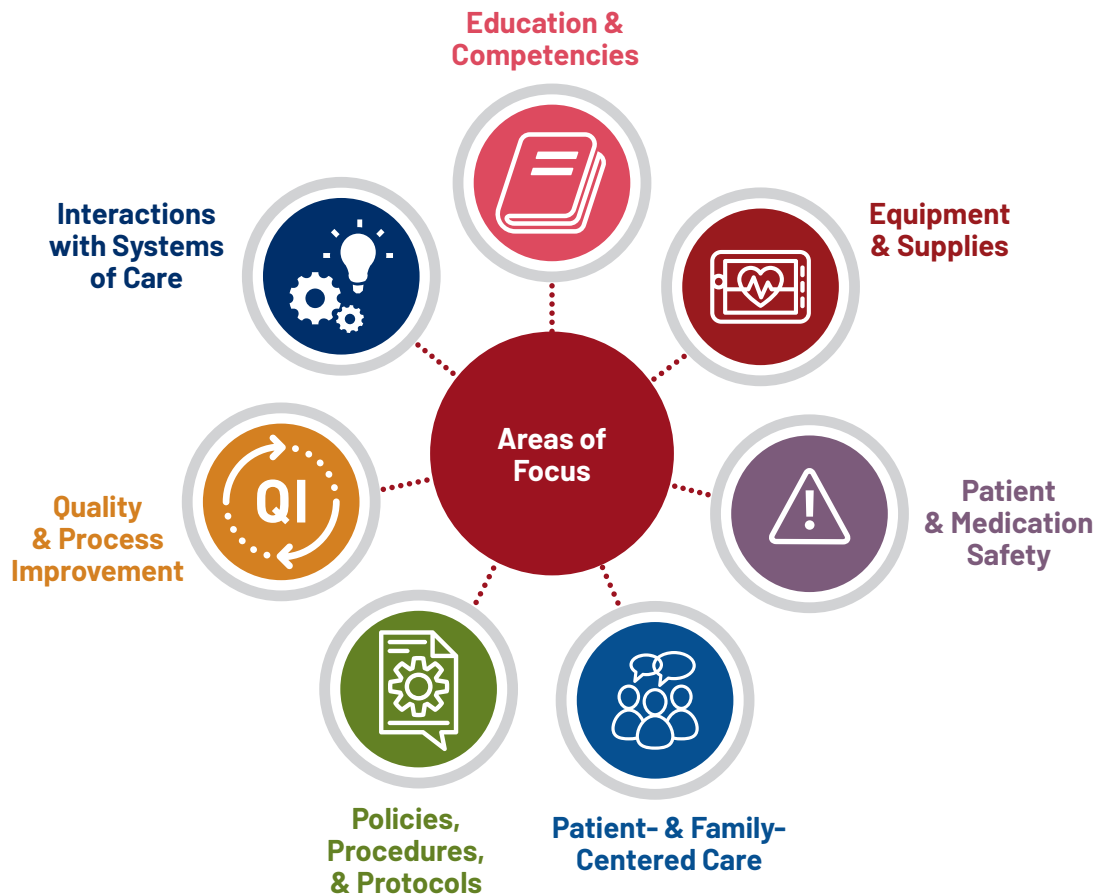 Education &
Competencies
Equipment
& Supplies
Patient
& Medication
Safety
Patient- & Family-
Centered Care
Policies,
Procedures,
& Protocols
Quality
& Process
Improvement
QI
Interactions
with Systems
of Care
Areas of
Focus